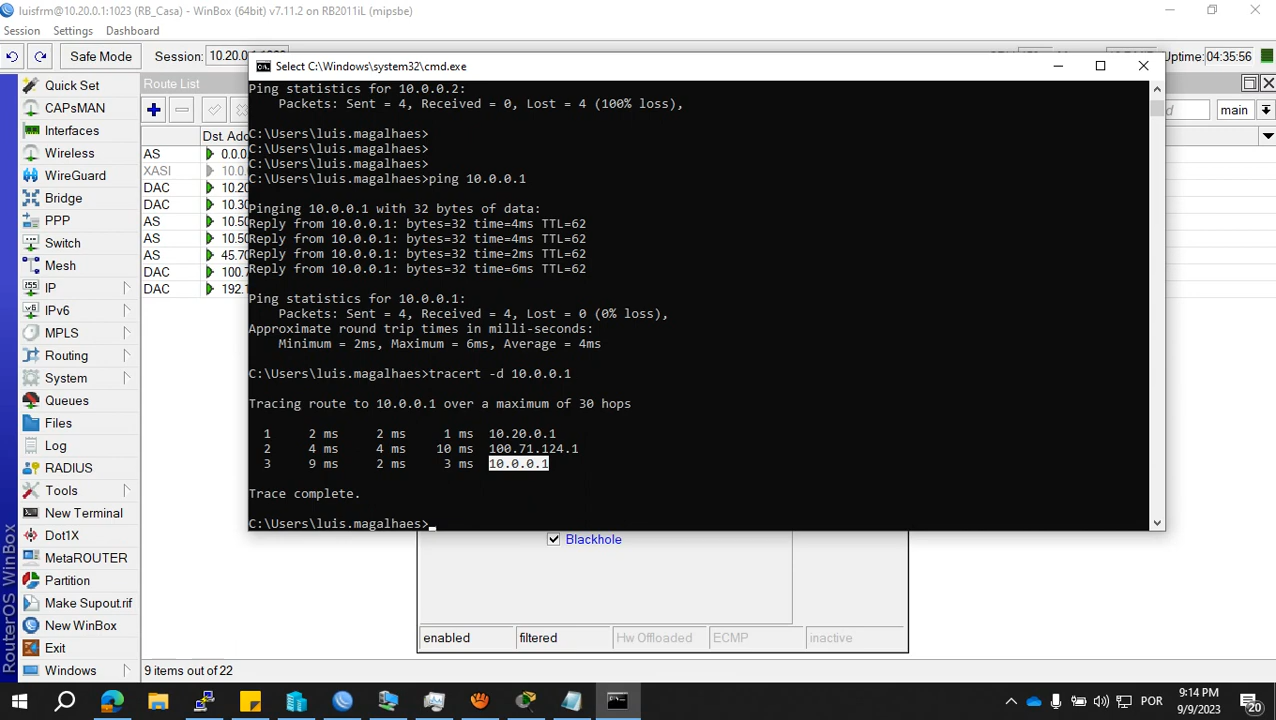 luisfrm@10.20.0.1:1023 (RB_Casa) - WinBox (64bit) v7.11.2 on RB2011iL (mipsbe)
Session Settings Dashboard
Safe Mode Session: 10.20.0.1:1023 Uptime: 04:35:56
Quick Set
CAPsMAN
Interfaces
Wireless
WireGuard
Bridge
PPP
Switch
Mesh
IP
IPv6
MPLS
Routing
System
Queues
Files
Log
RADIUS
Tools
New Terminal
Dot1X
MetaROUTER
Partition
Make Supout.rif
New WinBox
Exit
Windows
RouterOS WinBox
Route List
main
Dst. Add
AS 0.0.0
XASI 10.0.
DAC 10.20
DAC 10.30
AS 10.50
AS 10.50
AS 45.70
DAC 100.7
DAC 192.1
Select C:\Windows\system32\cmd.exe
Ping statistics for 10.0.0.2:
Packets: Sent = 4, Received = 0, Lost = 4 (100% loss),
C:\Users\luis.magalhaes>
C:\Users\luis.magalhaes>
C:\Users\luis.magalhaes>
C:\Users\luis.magalhaes>ping 10.0.0.1
Pinging 10.0.0.1 with 32 bytes of data:
Reply from 10.0.0.1: bytes=32 time=4ms TTL=62
Reply from 10.0.0.1: bytes=32 time=4ms TTL=62
Reply from 10.0.0.1: bytes=32 time=2ms TTL=62
Reply from 10.0.0.1: bytes=32 time=6ms TTL=62
Ping statistics for 10.0.0.1:
Packets: Sent = 4, Received = 4, Lost = 0 (0% loss),
Approximate round trip times in milli-seconds:
Minimum = 2ms, Maximum = 6ms, Average = 4ms
C:\Users\luis.magalhaes>tracert -d 10.0.0.1
Tracing route to 10.0.0.1 over a maximum of 30 hops
1 2 ms 2 ms 1 ms 10.20.0.1
2 4 ms 4 ms 10 ms 100.71.124.1
3 9 ms 2 ms 3 ms 10.0.0.1
Trace complete.
C:\Users\luis.magalhaes>
Blackhole
enabled filtered Hw Offloaded ECMP inactive
9 items out of 22
POR
9:14 PM
9/9/2023
20